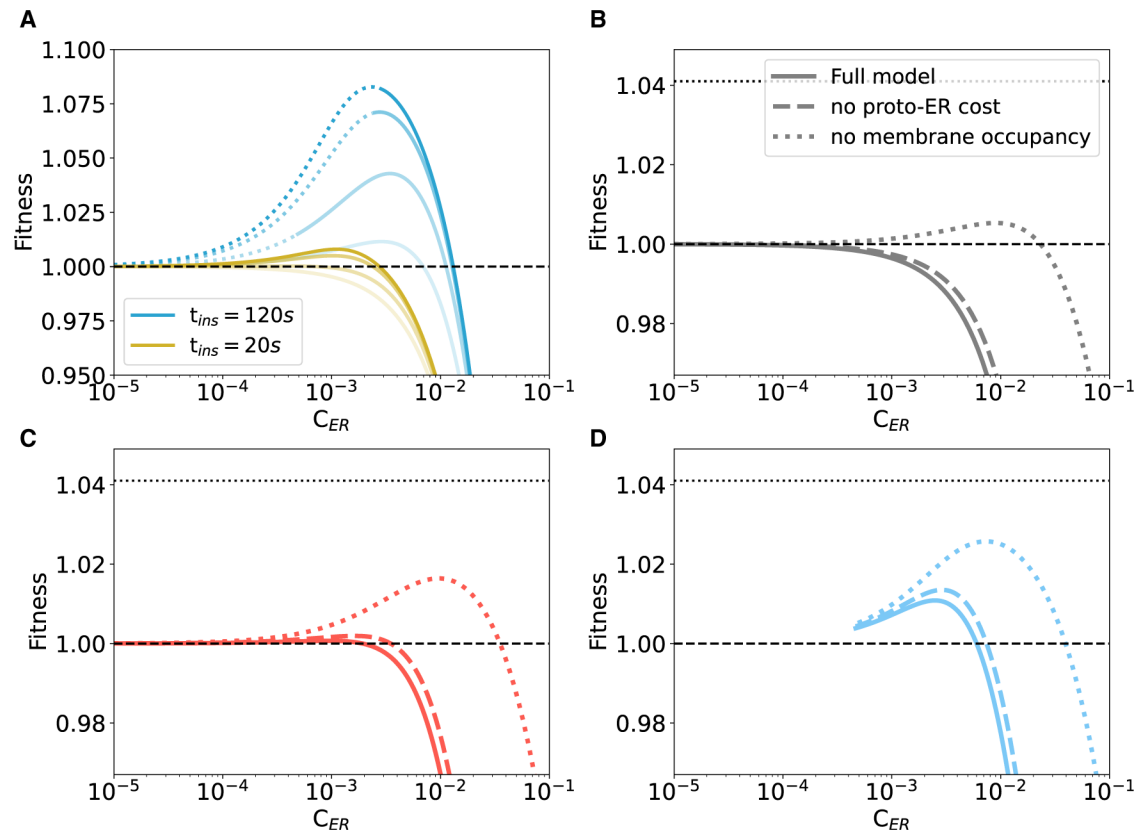 A
Fitness
1.100
1.075
1.050
1.025
1.000
0.975
0.950
t_ins = 120s
t_ins = 20s
10⁻⁵ 10⁻⁴ 10⁻³ 10⁻² 10⁻¹
C_ER
B
Fitness
1.04
1.02
1.00
0.98
Full model
no proto-ER cost
no membrane occupancy
10⁻⁵ 10⁻⁴ 10⁻³ 10⁻² 10⁻¹
C_ER
C
Fitness
1.04
1.02
1.00
0.98
10⁻⁵ 10⁻⁴ 10⁻³ 10⁻² 10⁻¹
C_ER
D
Fitness
1.04
1.02
1.00
0.98
10⁻⁵ 10⁻⁴ 10⁻³ 10⁻² 10⁻¹
C_ER